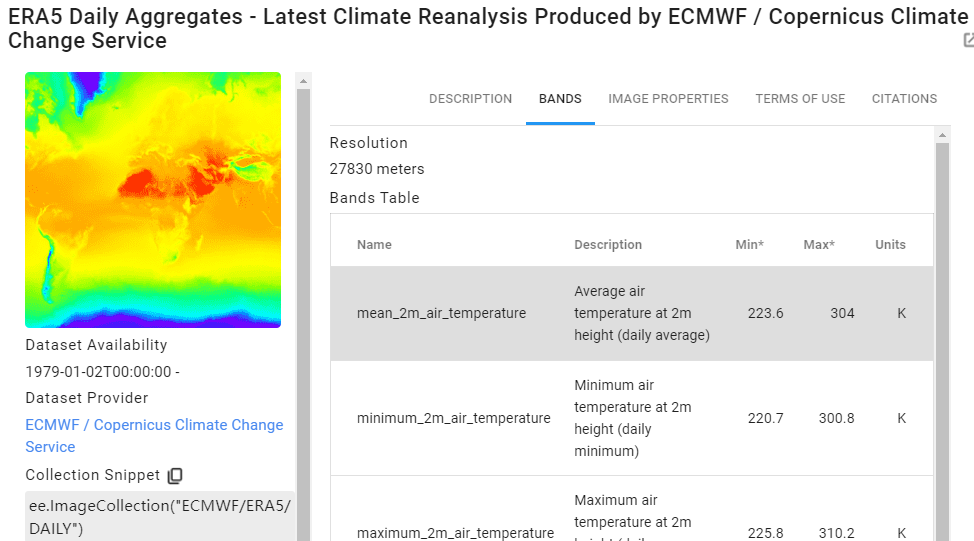 ERA5 Daily Aggregates - Latest Climate Reanalysis Produced by ECMWF / Copernicus Climate
Change Service
DESCRIPTION BANDS IMAGE PROPERTIES TERMS OF USE CITATIONS
Resolution
27830 meters
Bands Table
Name Description Min* Max* Units
mean_2m_air_temperature Average air temperature at 2m height (daily average) 223.6 304 K
minimum_2m_air_temperature Minimum air temperature at 2m height (daily minimum) 220.7 300.8 K
maximum_2m_air_temperature Maximum air temperature at 2m 225.8 310.2 K
Dataset Availability
1979-01-02T00:00:00 -
Dataset Provider
ECMWF / Copernicus Climate Change
Service
Collection Snippet
ee.ImageCollection("ECMWF/ERA5/
DAILY")